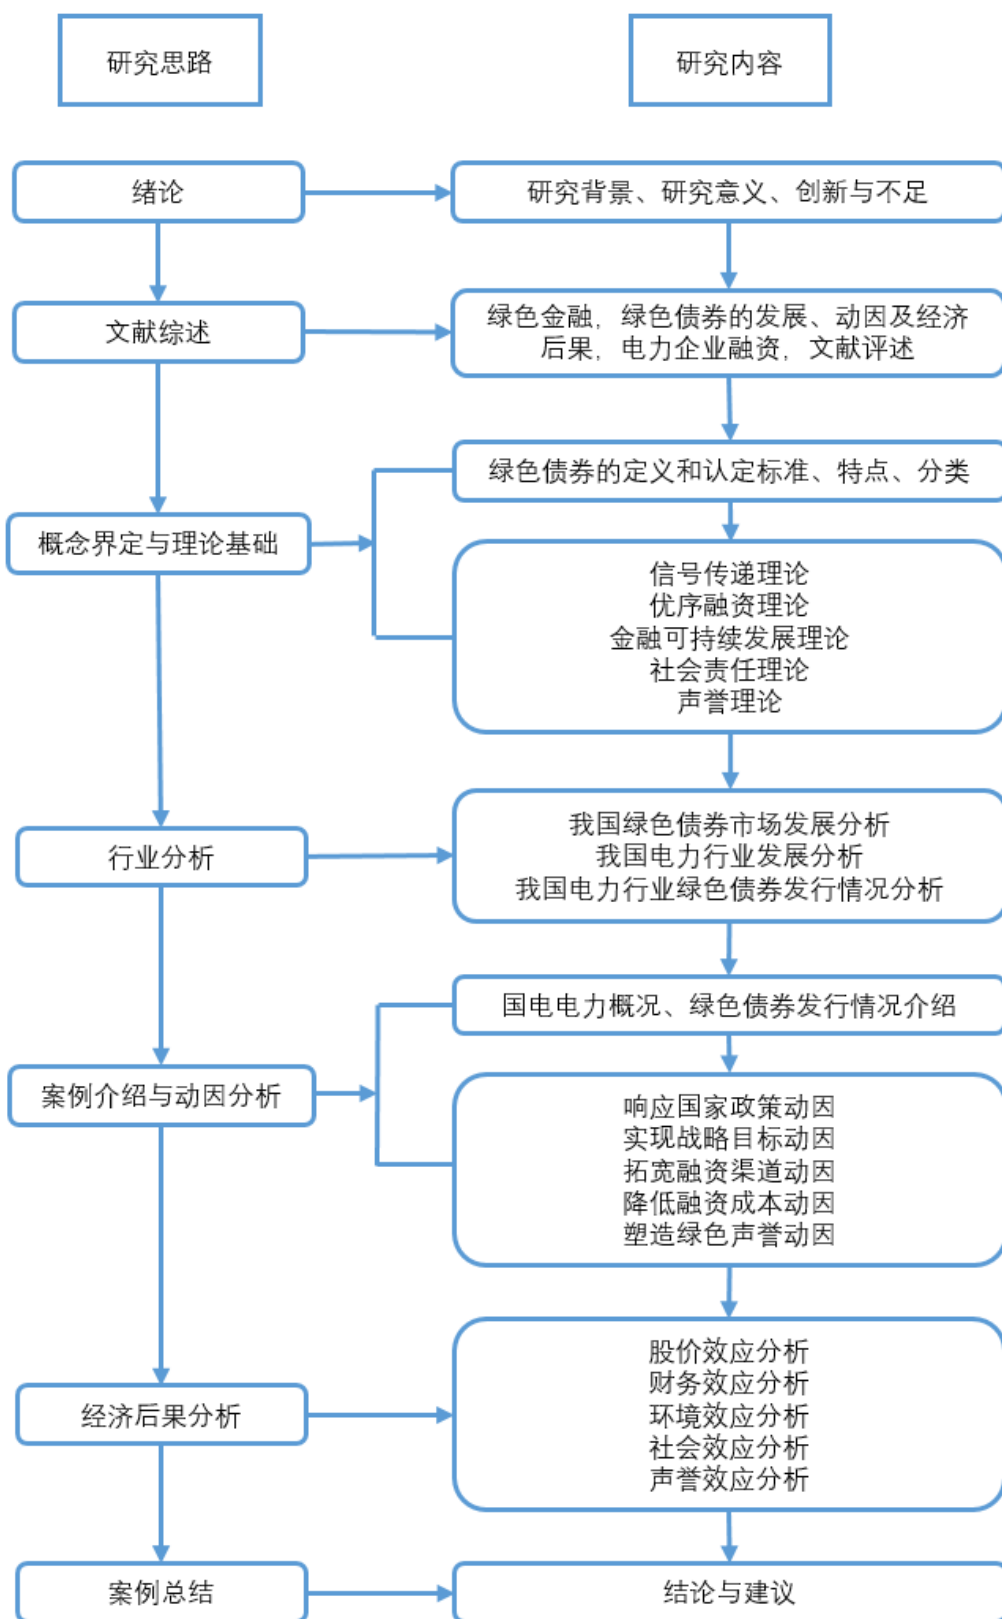 研究思路
研究内容
绪论
研究背景、研究意义、创新与不足
文献综述
绿色金融，绿色债券的发展、动因及经济
后果，电力企业融资，文献评述
概念界定与理论基础
绿色债券的定义和认定标准、特点、分类
信号传递理论
优序融资理论
金融可持续发展理论
社会责任理论
声誉理论
行业分析
我国绿色债券市场发展分析
我国电力行业发展分析
我国电力行业绿色债券发行情况分析
案例介绍与动因分析
国电电力概况、绿色债券发行情况介绍
响应国家政策动因
实现战略目标动因
拓宽融资渠道动因
降低融资成本动因
塑造绿色声誉动因
经济后果分析
股价效应分析
财务效应分析
环境效应分析
社会效应分析
声誉效应分析
案例总结
结论与建议